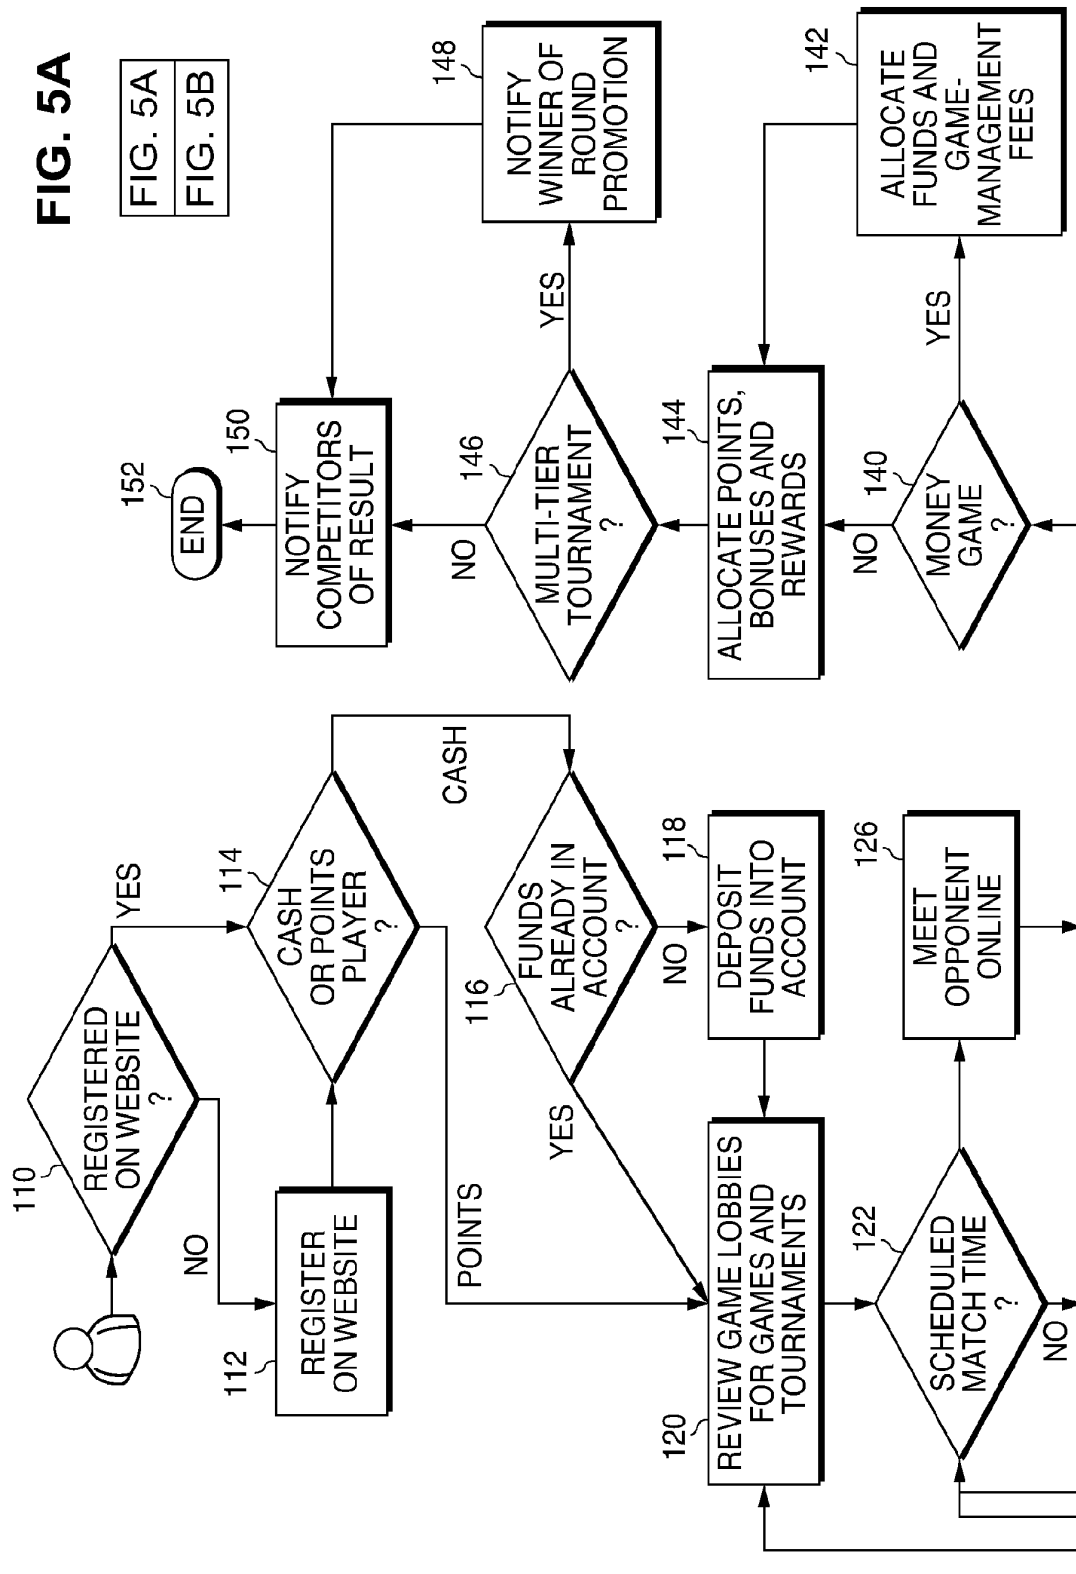 FIG. 5A
FIG. 5A
FIG. 5B
110
REGISTERED
ON WEBSITE
?
YES
NO
112
REGISTER
ON WEBSITE
114
CASH
OR POINTS
PLAYER
?
CASH
POINTS
116
FUNDS
ALREADY IN
ACCOUNT
?
YES
NO
118
DEPOSIT
FUNDS INTO
ACCOUNT
120
REVIEW GAME LOBBIES
FOR GAMES AND
TOURNAMENTS
122
SCHEDULED
MATCH TIME
?
NO
126
MEET
OPPONENT
ONLINE
152
END
150
NOTIFY
COMPETITORS
OF RESULT
148
NOTIFY
WINNER OF
ROUND
PROMOTION
146
MULTI-TIER
TOURNAMENT
?
YES
NO
144
ALLOCATE POINTS,
BONUSES AND
REWARDS
142
ALLOCATE
FUNDS AND
GAME-
MANAGEMENT
FEES
140
MONEY
GAME
?
YES
NO